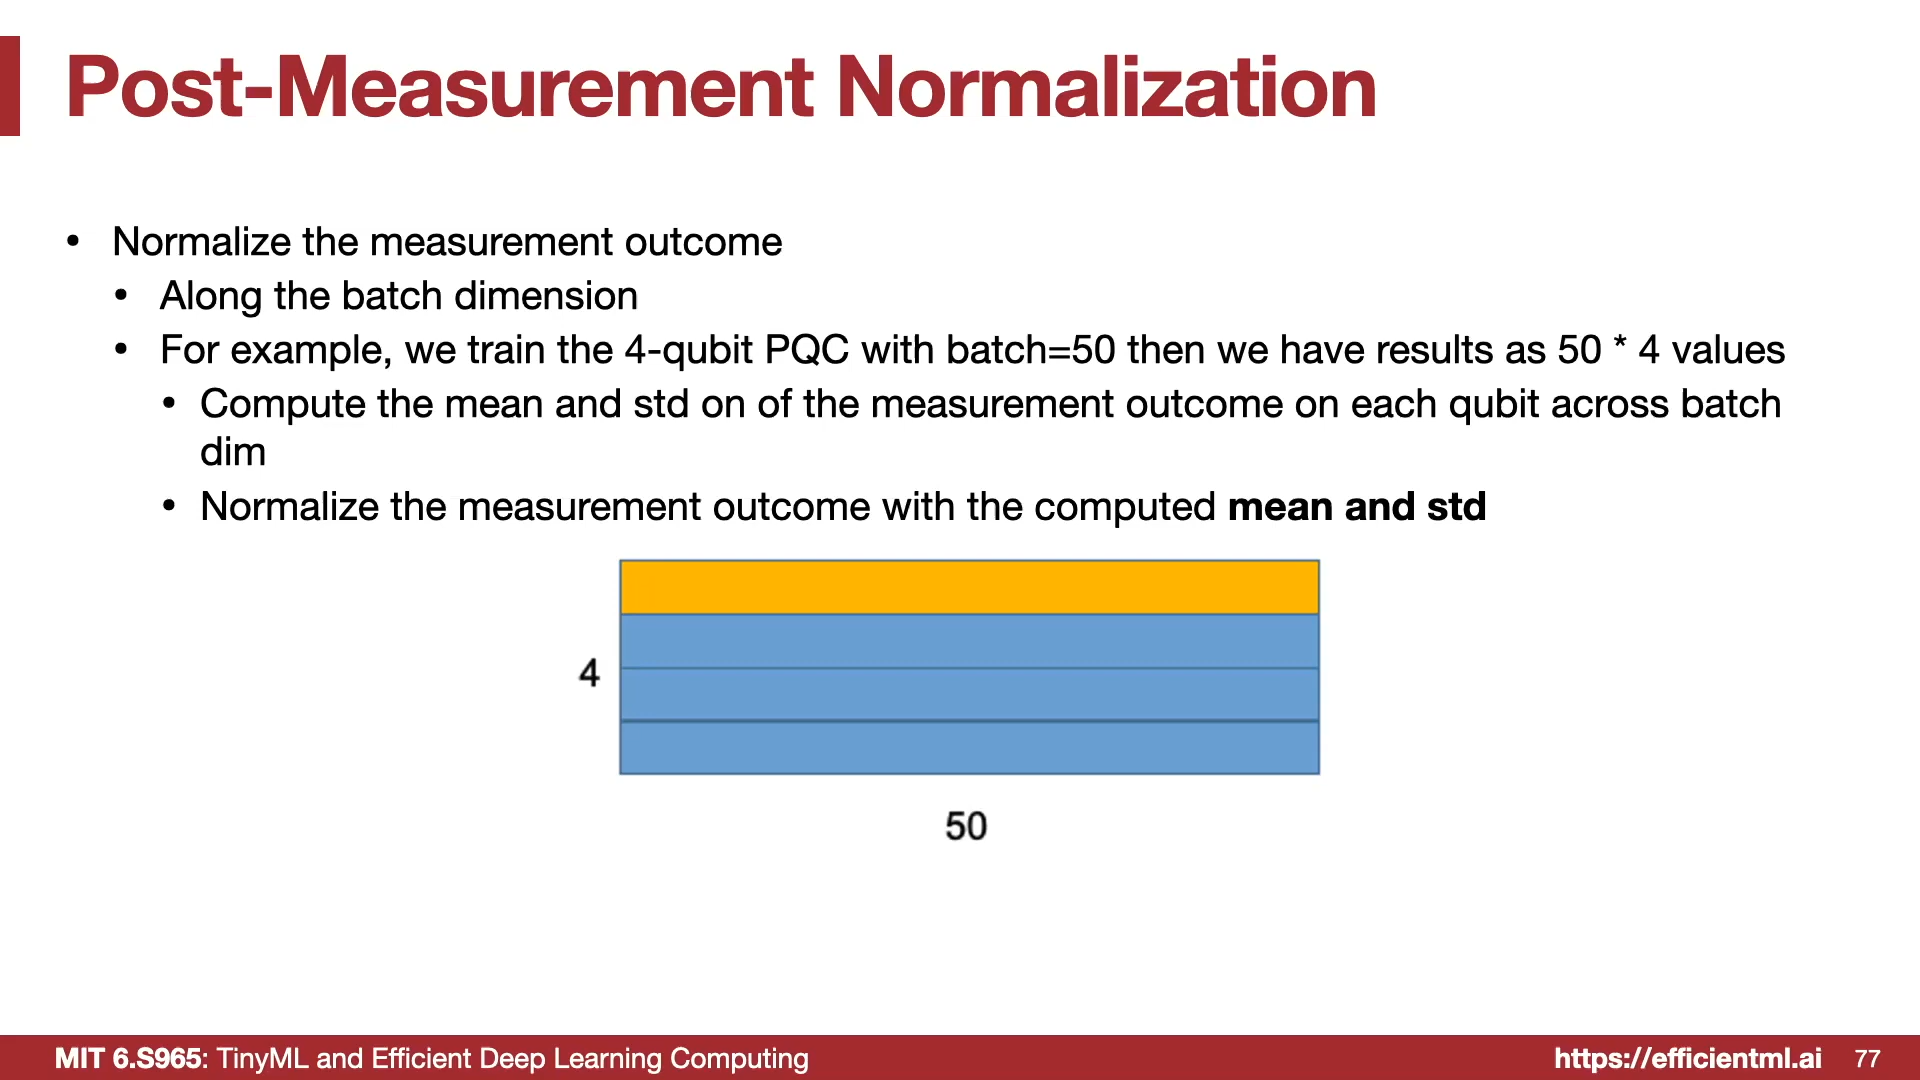 Post-Measurement Normalization
• Normalize the measurement outcome
• Along the batch dimension
• For example, we train the 4-qubit PQC with batch=50 then we have results as 50 * 4 values
• Compute the mean and std on of the measurement outcome on each qubit across batch
dim
• Normalize the measurement outcome with the computed mean and std
4
50
MIT 6.S965: TinyML and Efficient Deep Learning Computing
https://efficientml.ai 77